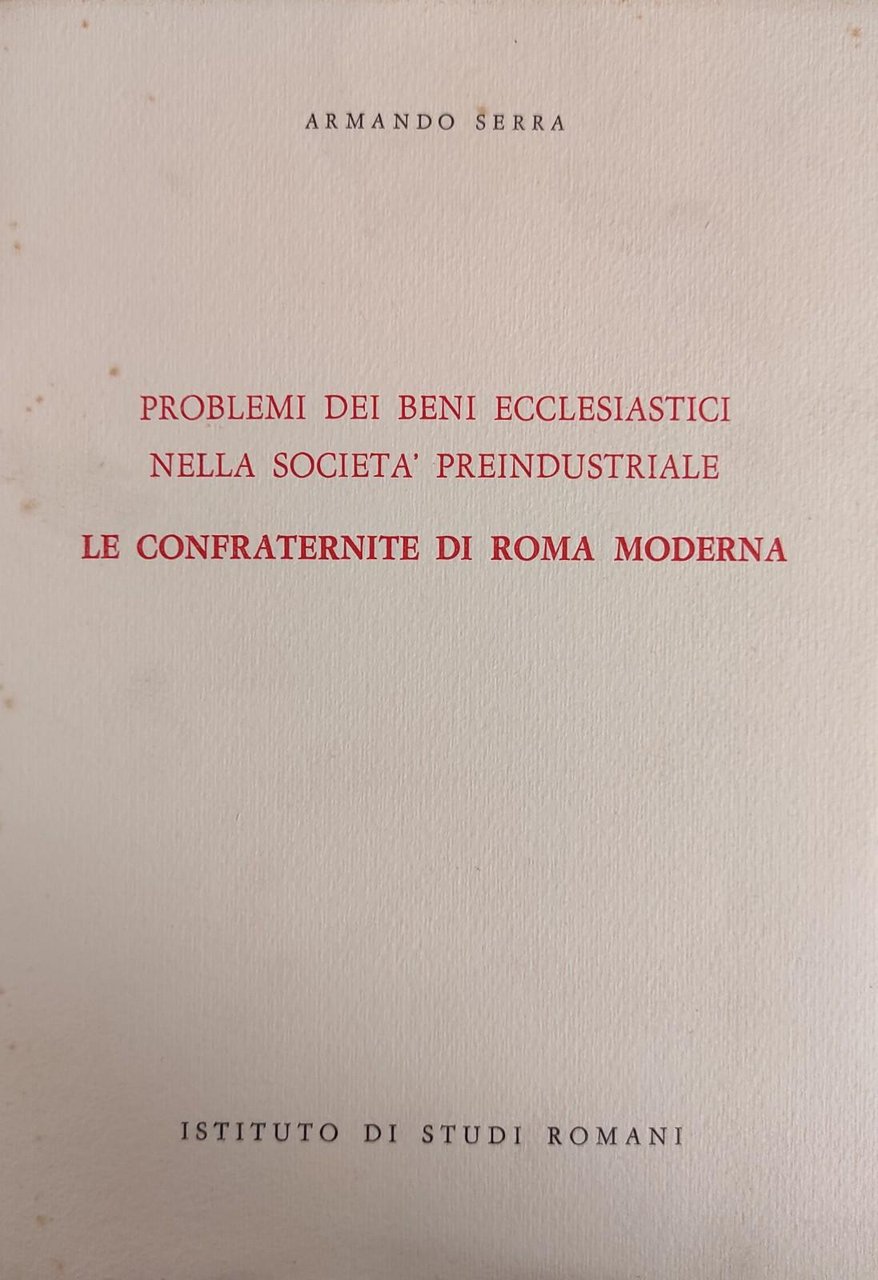 ARMANDO SERRA
PROBLEMI DEI BENI ECCLESIASTICI
NELLA SOCIETA' PREINDUSTRIALE
LE CONFRATERNITE DI ROMA MODERNA
ISTITUTO DI STUDI ROMANI